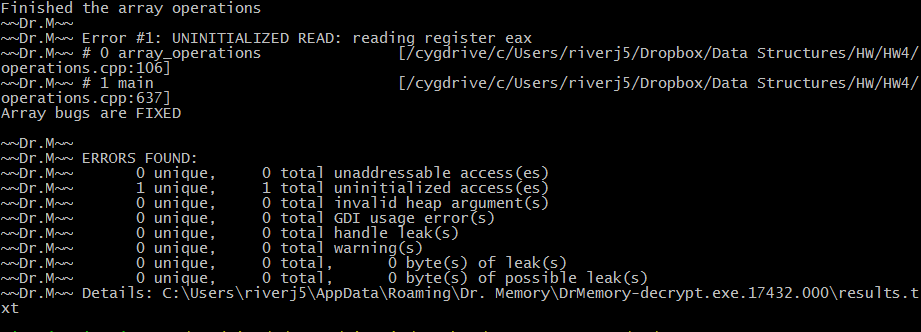 Finished the array operations
~~Dr.M~~
~~Dr.M~~ Error #1: UNINITIALIZED READ: reading register eax
~~Dr.M~~ # 0 array_operations [/cygdrive/c/Users/riverj5/Dropbox/Data Structures/HW/HW4/
operations.cpp:106]
~~Dr.M~~ # 1 main [/cygdrive/c/Users/riverj5/Dropbox/Data Structures/HW/HW4/
operations.cpp:637]
Array bugs are FIXED
~~Dr.M~~
~~Dr.M~~ ERRORS FOUND:
~~Dr.M~~ 0 unique, 0 total unaddressable access(es)
~~Dr.M~~ 1 unique, 1 total uninitialized access(es)
~~Dr.M~~ 0 unique, 0 total invalid heap argument(s)
~~Dr.M~~ 0 unique, 0 total GDI usage error(s)
~~Dr.M~~ 0 unique, 0 total handle leak(s)
~~Dr.M~~ 0 unique, 0 total warning(s)
~~Dr.M~~ 0 unique, 0 total, 0 byte(s) of leak(s)
~~Dr.M~~ 0 unique, 0 total, 0 byte(s) of possible leak(s)
~~Dr.M~~ Details: C:\Users\riverj5\AppData\Roaming\Dr. Memory\DrMemory-decrypt.exe.17432.000\results.t
xt